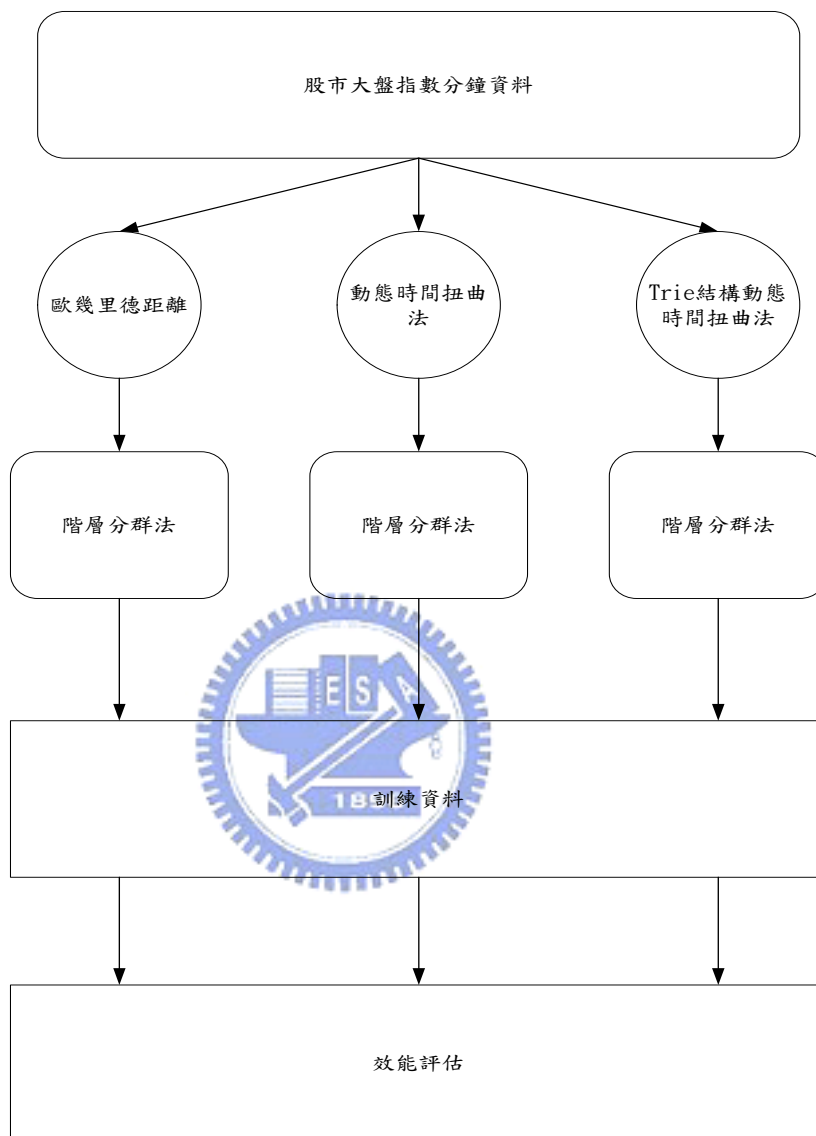 股市大盤指數分鐘資料
歐幾里德距離
動態時間扭曲
法
Trie結構動態
時間扭曲法
階層分群法
階層分群法
階層分群法
E S A
訓練資料
效能評估